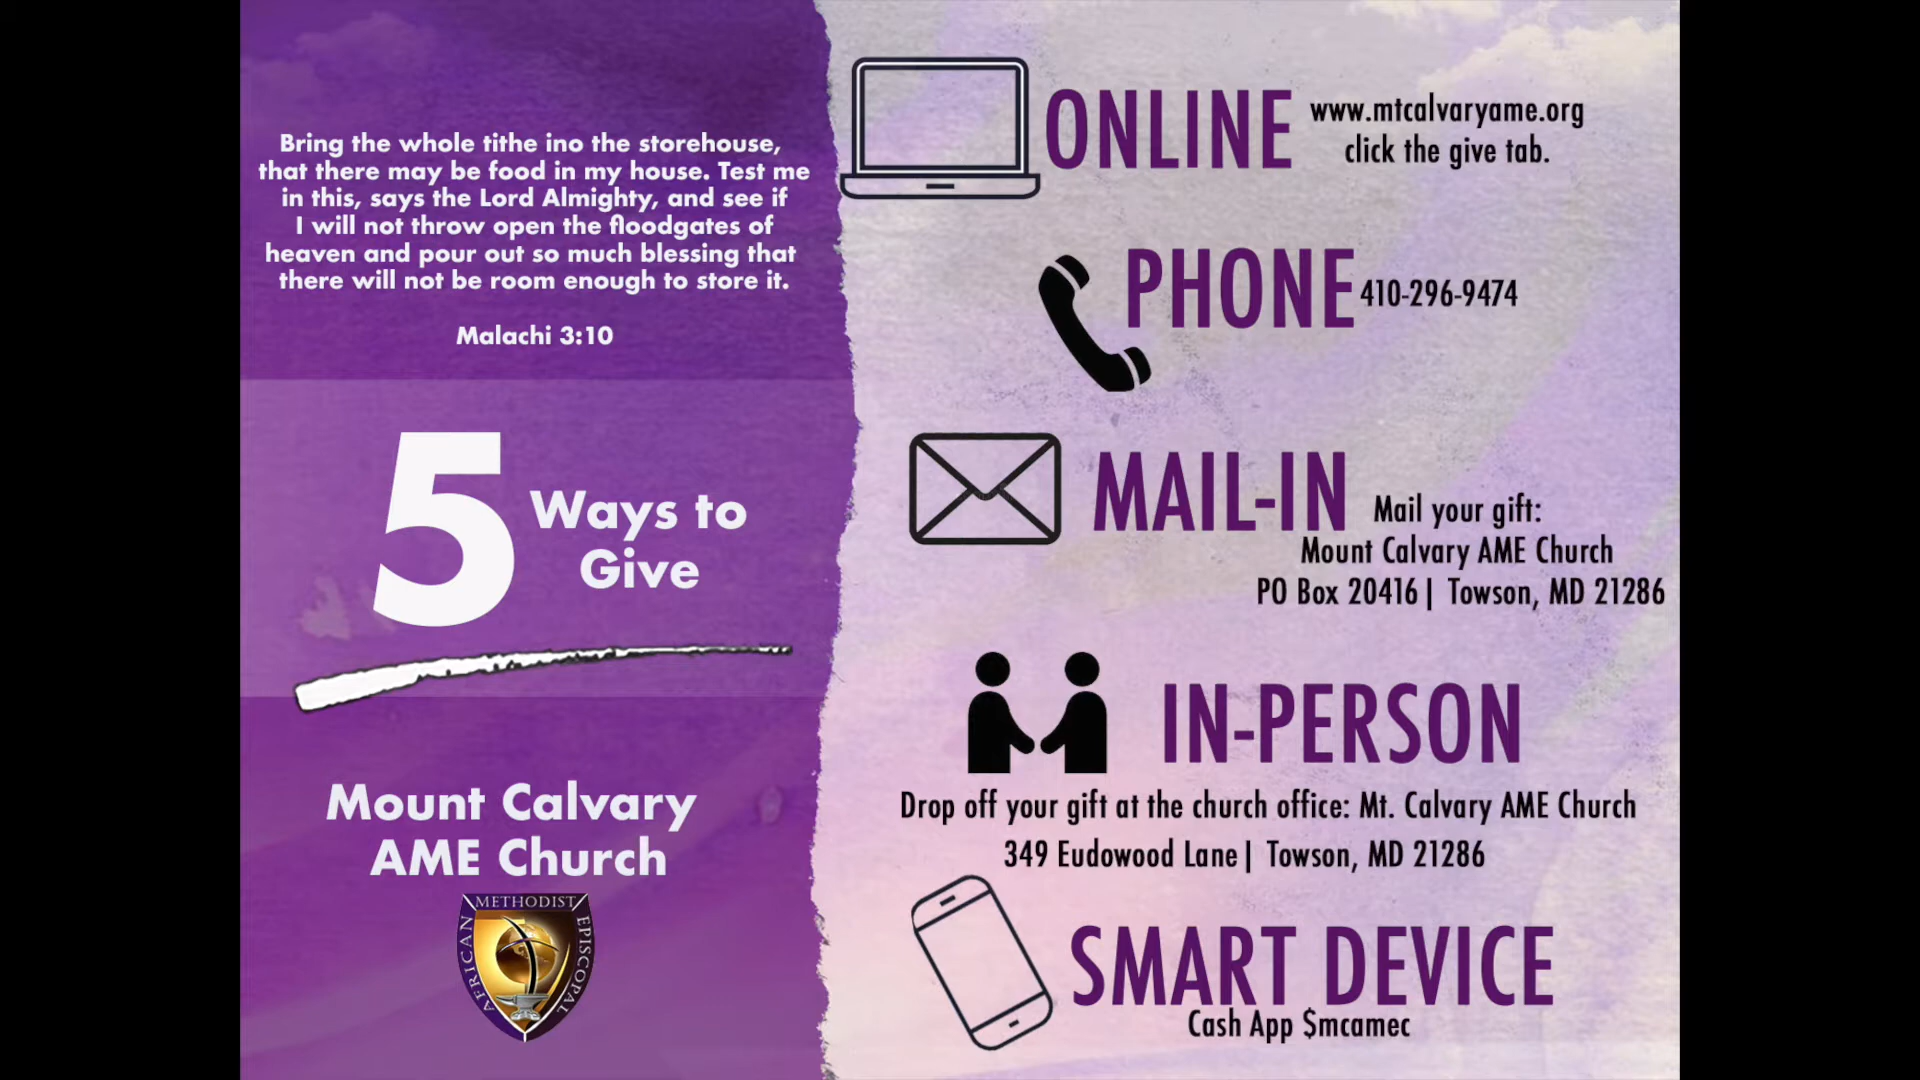 Bring the whole tithe ino the storehouse,
that there may be food in my house. Test me
in this, says the Lord Almighty, and see if
I will not throw open the floodgates of
heaven and pour out so much blessing that
there will not be room enough to store it.
Malachi 3:10
5 Ways to
Give
Mount Calvary
AME Church
AFRICAN METHODIST EPISCOPAL
ONLINE www.mtcalvaryame.org
click the give tab.
PHONE 410-296-9474
MAIL-IN Mail your gift:
Mount Calvary AME Church
PO Box 20416| Towson, MD 21286
IN-PERSON
Drop off your gift at the church office: Mt. Calvary AME Church
349 Eudowood Lane| Towson, MD 21286
SMART DEVICE
Cash App $mcamec